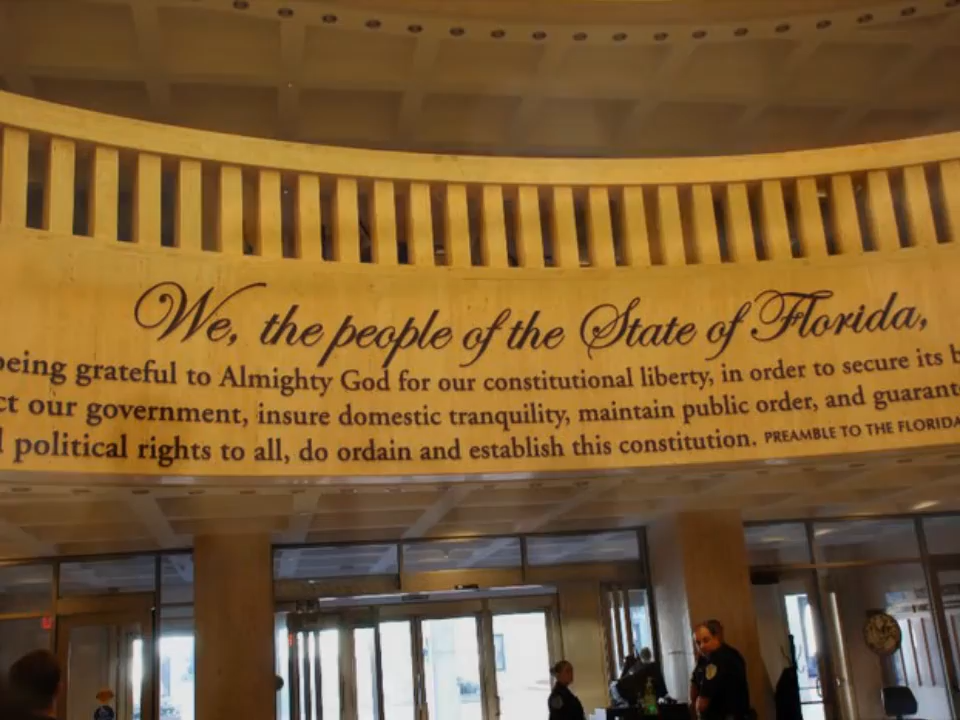 We, the people of the State of Florida,
being grateful to Almighty God for our constitutional liberty, in order to secure its
our government, insure domestic tranquility, maintain public order, and
political rights to all, do ordain and establish this constitution. PREAMBLE TO THE FLORIDA